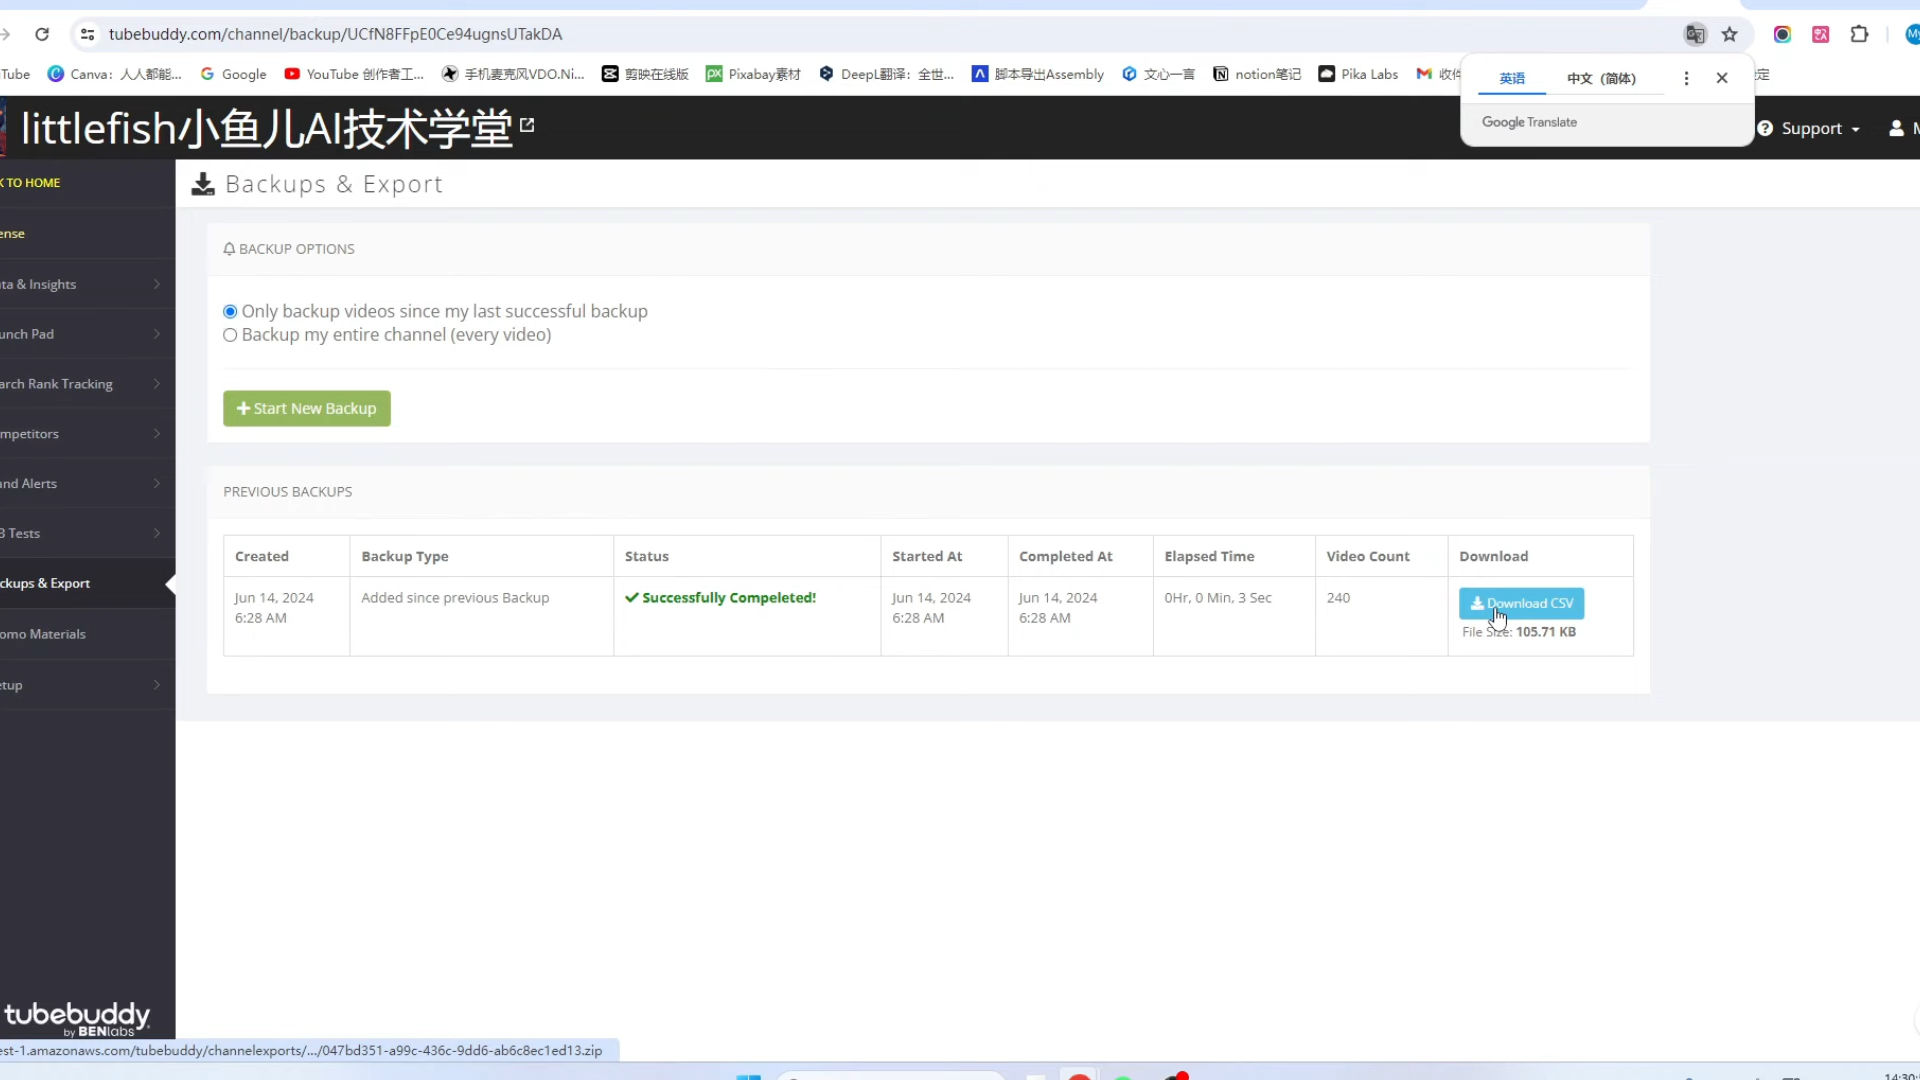 tubebuddy.com/channel/backup/UCfN8FFpE0Ce94ugnsUTakDA
Tube Canva：人人都能... Google YouTube 创作者工... 手机麦克风VDO.Ni... 剪映在线版 Pixabay素材 DeepL翻译：全世... 脚本导出Assembly 文心一言 notion笔记 Pika Labs 收件 定
英语 中文（简体）
Google Translate
littlefish小鱼儿AI技术学堂
Support
K TO HOME
ense
ta & Insights
unch Pad
arch Rank Tracking
mpetitors
and Alerts
B Tests
ckups & Export
omo Materials
etup
Backups & Export
BACKUP OPTIONS
Only backup videos since my last successful backup
Backup my entire channel (every video)
Start New Backup
PREVIOUS BACKUPS
Created Backup Type Status Started At Completed At Elapsed Time Video Count Download
Jun 14, 2024 Added since previous Backup Successfully Compeleted! Jun 14, 2024 Jun 14, 2024 0Hr, 0 Min, 3 Sec 240 Download CSV
6:28 AM 6:28 AM 6:28 AM File Size: 105.71 KB
tubebuddy
by BENlabs
est-1.amazonaws.com/tubebuddy/channelexports/.../047bd351-a99c-436c-9dd6-ab6c8ec1ed13.zip
14:30: